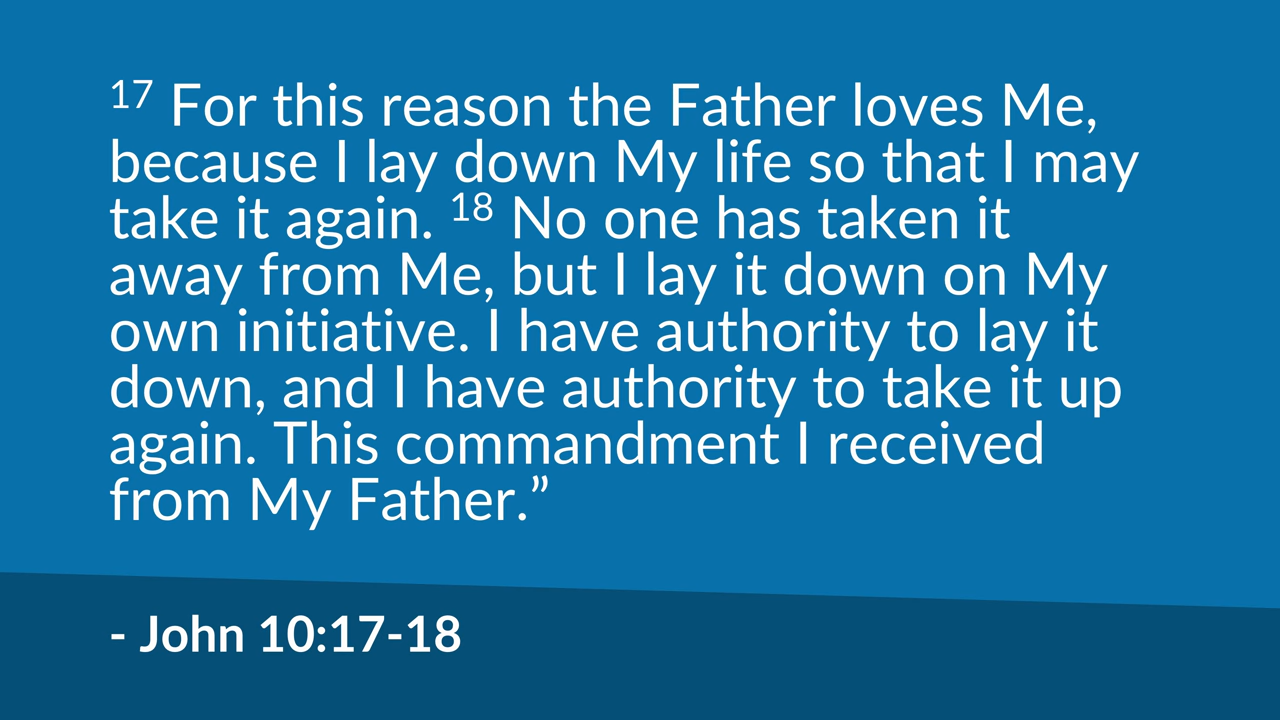 17 For this reason the Father loves Me,
because I lay down My life so that I may
take it again. 18 No one has taken it
away from Me, but I lay it down on My
own initiative. I have authority to lay it
down, and I have authority to take it up
again. This commandment I received
from My Father.”
- John 10:17-18